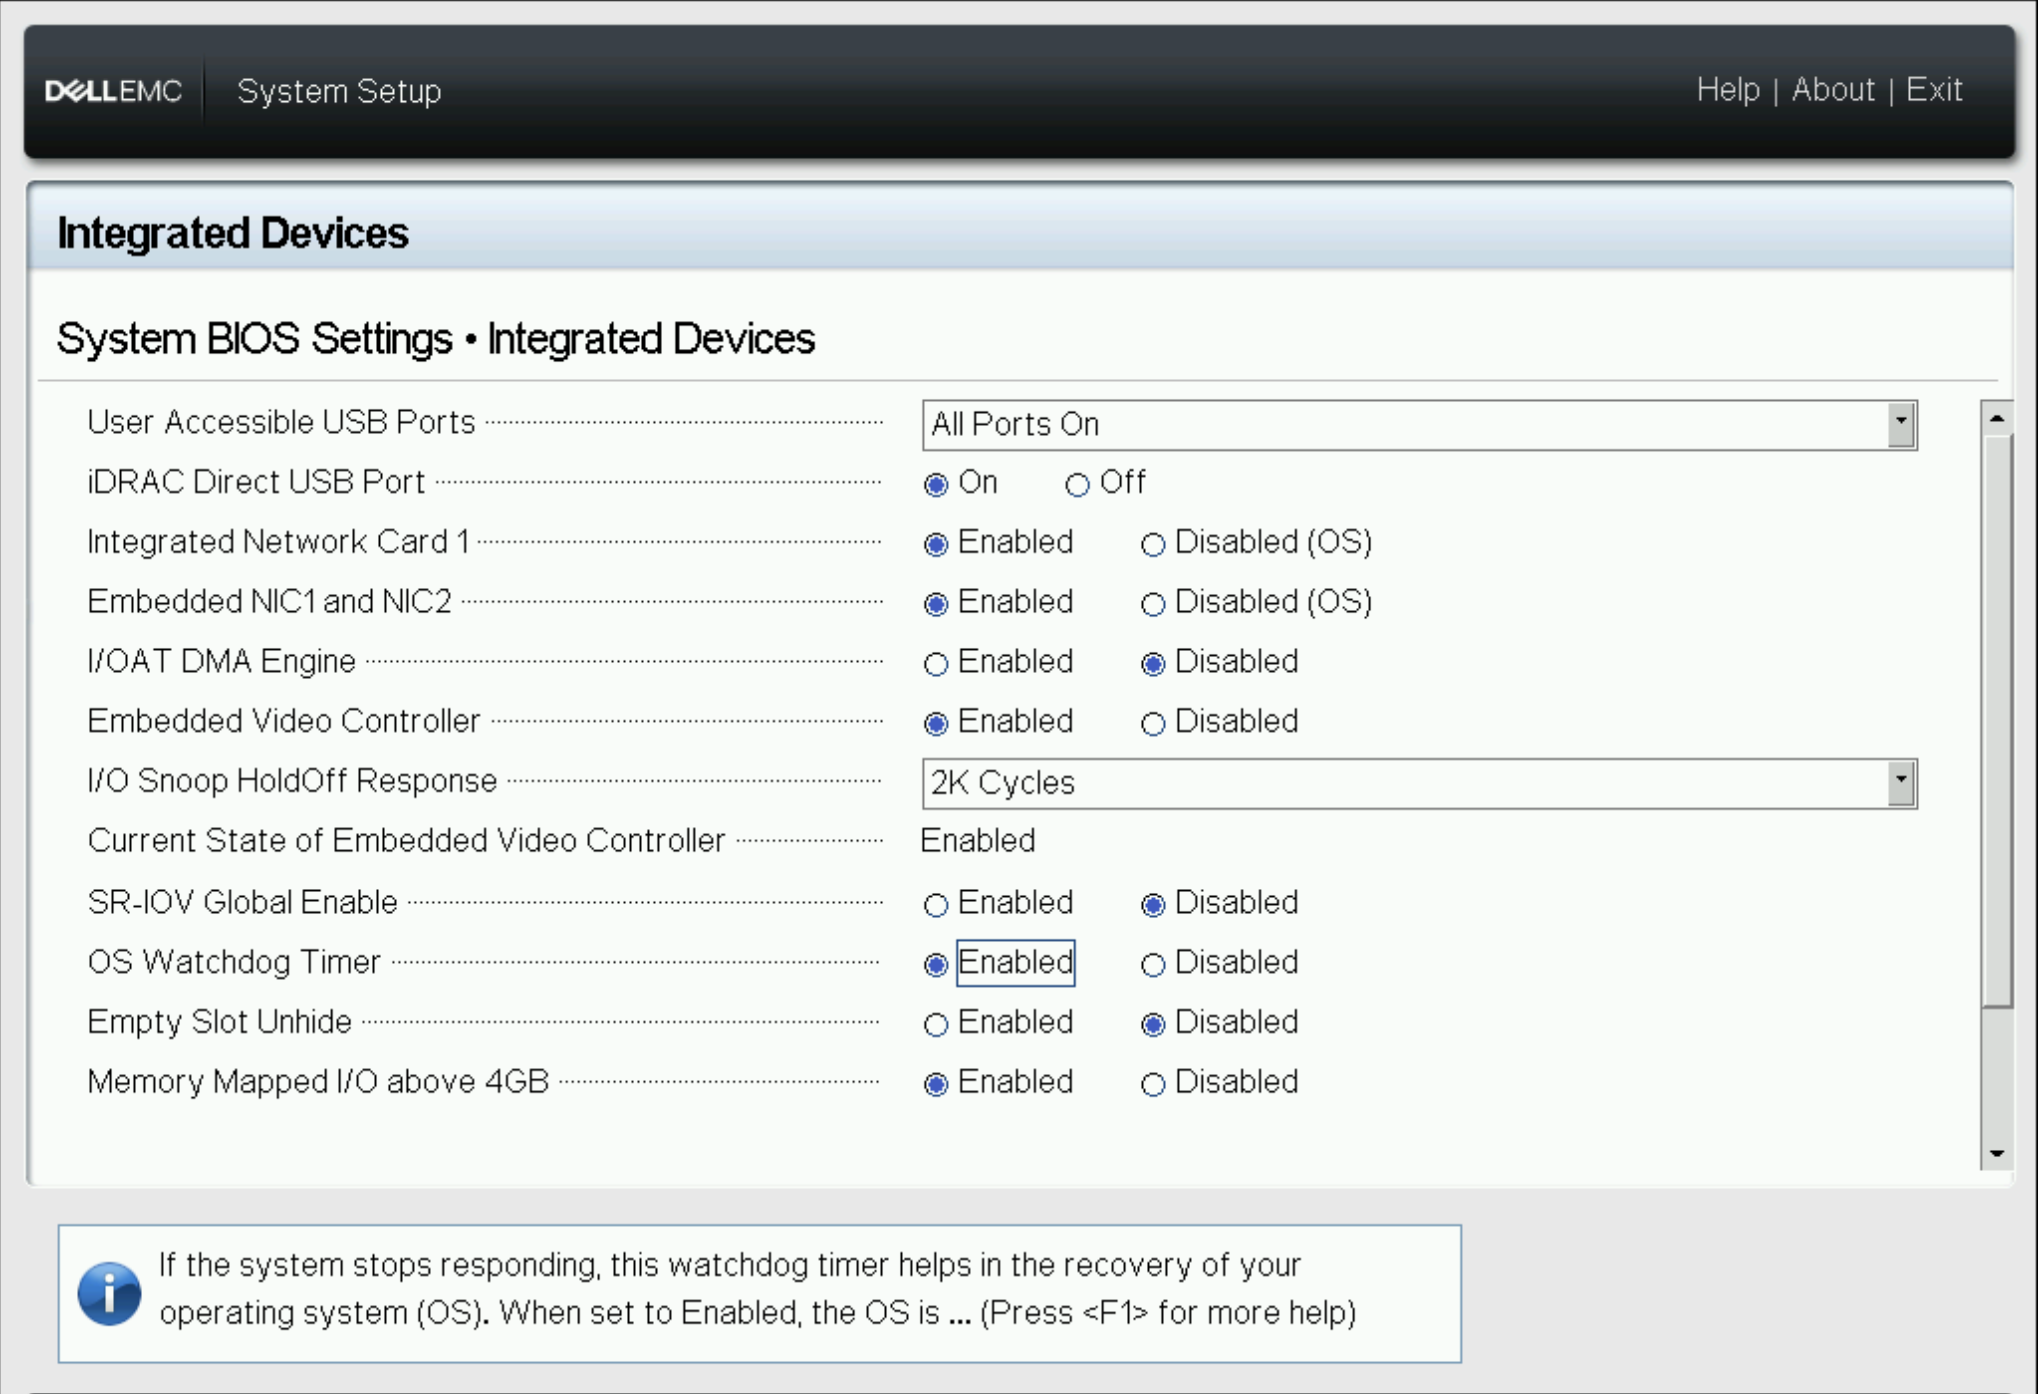 DELLEMC System Setup Help | About | Exit
Integrated Devices
System BIOS Settings • Integrated Devices
User Accessible USB Ports All Ports On
iDRAC Direct USB Port On Off
Integrated Network Card 1 Enabled Disabled (OS)
Embedded NIC1 and NIC2 Enabled Disabled (OS)
I/OAT DMA Engine Enabled Disabled
Embedded Video Controller Enabled Disabled
I/O Snoop HoldOff Response 2K Cycles
Current State of Embedded Video Controller Enabled
SR-IOV Global Enable Enabled Disabled
OS Watchdog Timer Enabled Disabled
Empty Slot Unhide Enabled Disabled
Memory Mapped I/O above 4GB Enabled Disabled
If the system stops responding, this watchdog timer helps in the recovery of your
operating system (OS). When set to Enabled, the OS is ... (Press <F1> for more help)